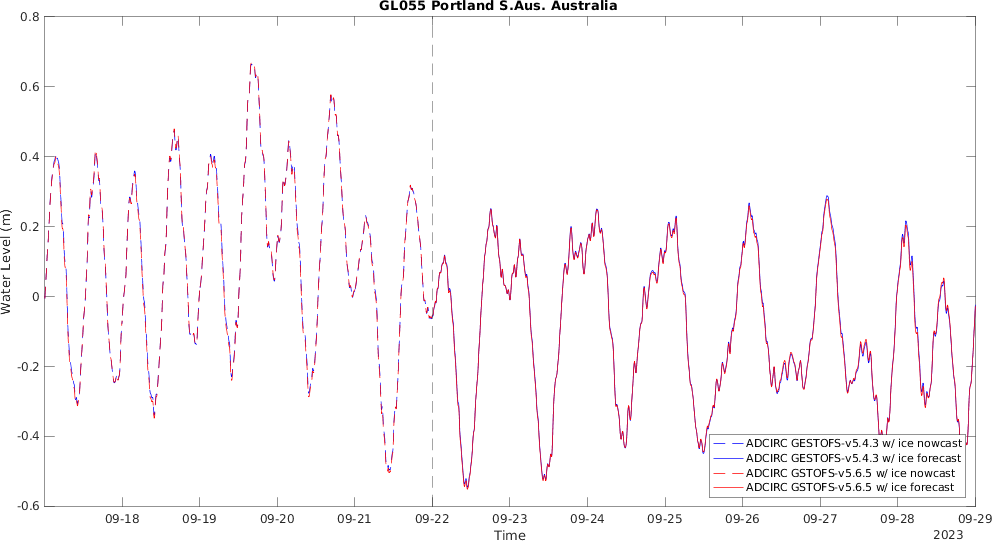 GL055 Portland S.Aus. Australia
0.8
0.6
0.4
0.2
0
-0.2
-0.4
-0.6
Water Level (m)
ADCIRC GESTOFS-v5.4.3 w/ ice nowcast
ADCIRC GESTOFS-v5.4.3 w/ ice forecast
ADCIRC GSTOFS-v5.6.5 w/ ice nowcast
ADCIRC GSTOFS-v5.6.5 w/ ice forecast
09-18 09-19 09-20 09-21 09-22 09-23 09-24 09-25 09-26 09-27 09-28 09-29
Time
2023